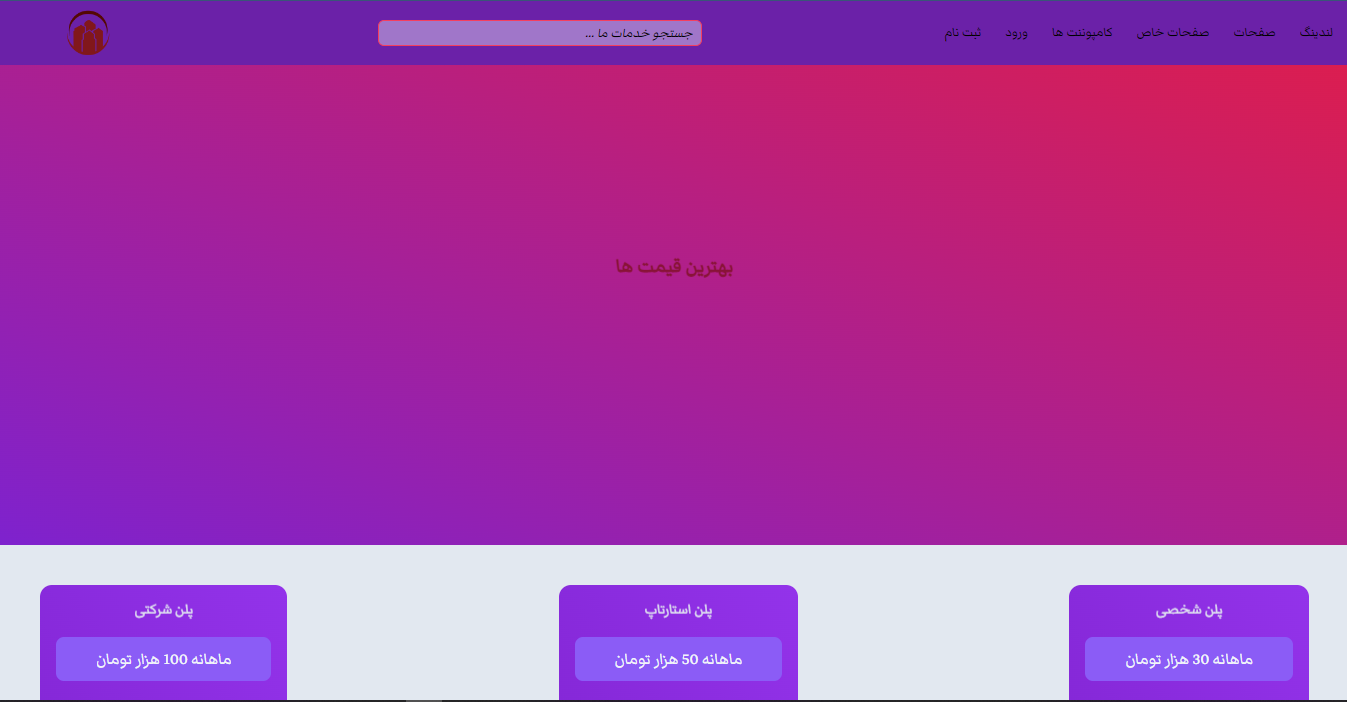 لندینگ
صفحات
صفحات خاص
کامپوننت ها
ورود
ثبت نام
جستجو خدمات ما ...
بهترین قیمت ها
پلن شخصی
ماهانه 30 هزار تومان
پلن استارتاپ
ماهانه 50 هزار تومان
پلن شرکتی
ماهانه 100 هزار تومان